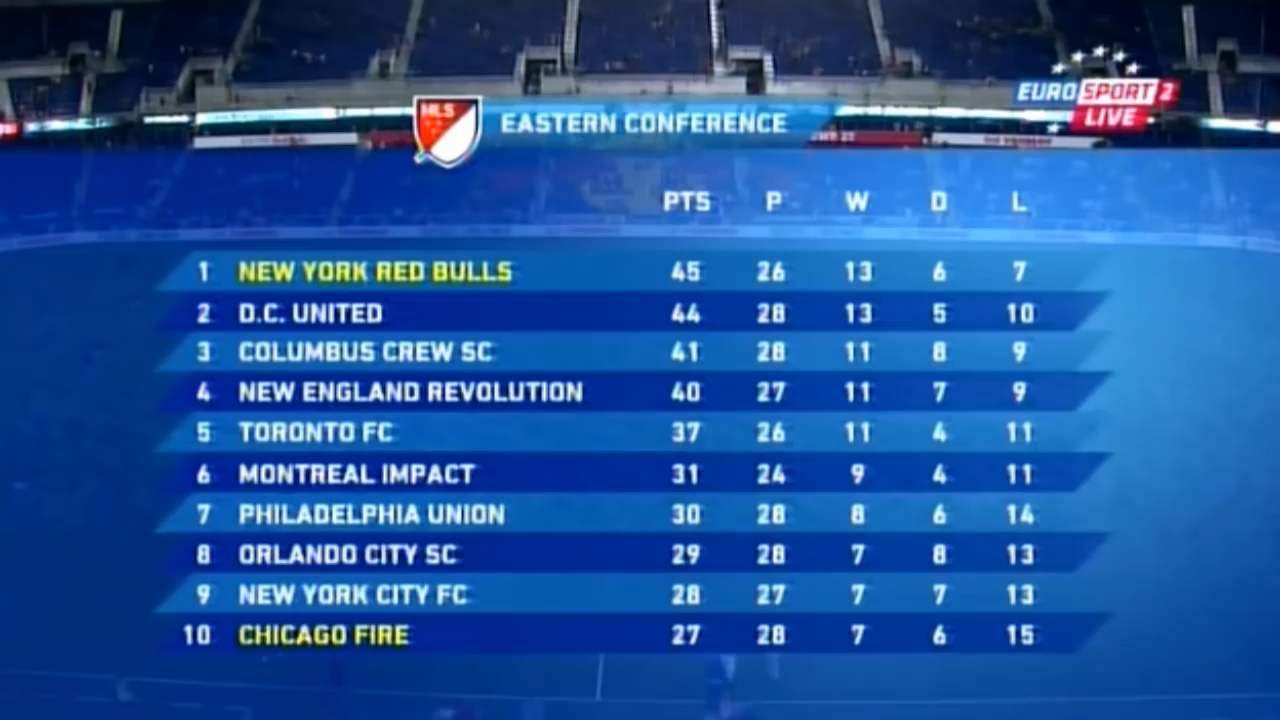 EUROSPORT 2
LIVE
MLS
EASTERN CONFERENCE
PTS P W D L
1 NEW YORK RED BULLS 45 26 13 6 7
2 D.C. UNITED 44 28 13 5 10
3 COLUMBUS CREW SC 41 28 11 8 9
4 NEW ENGLAND REVOLUTION 40 27 11 7 9
5 TORONTO FC 37 26 11 4 11
6 MONTREAL IMPACT 31 24 9 4 11
7 PHILADELPHIA UNION 30 28 8 6 14
8 ORLANDO CITY SC 29 28 7 8 13
9 NEW YORK CITY FC 28 27 7 7 13
10 CHICAGO FIRE 27 28 7 6 15